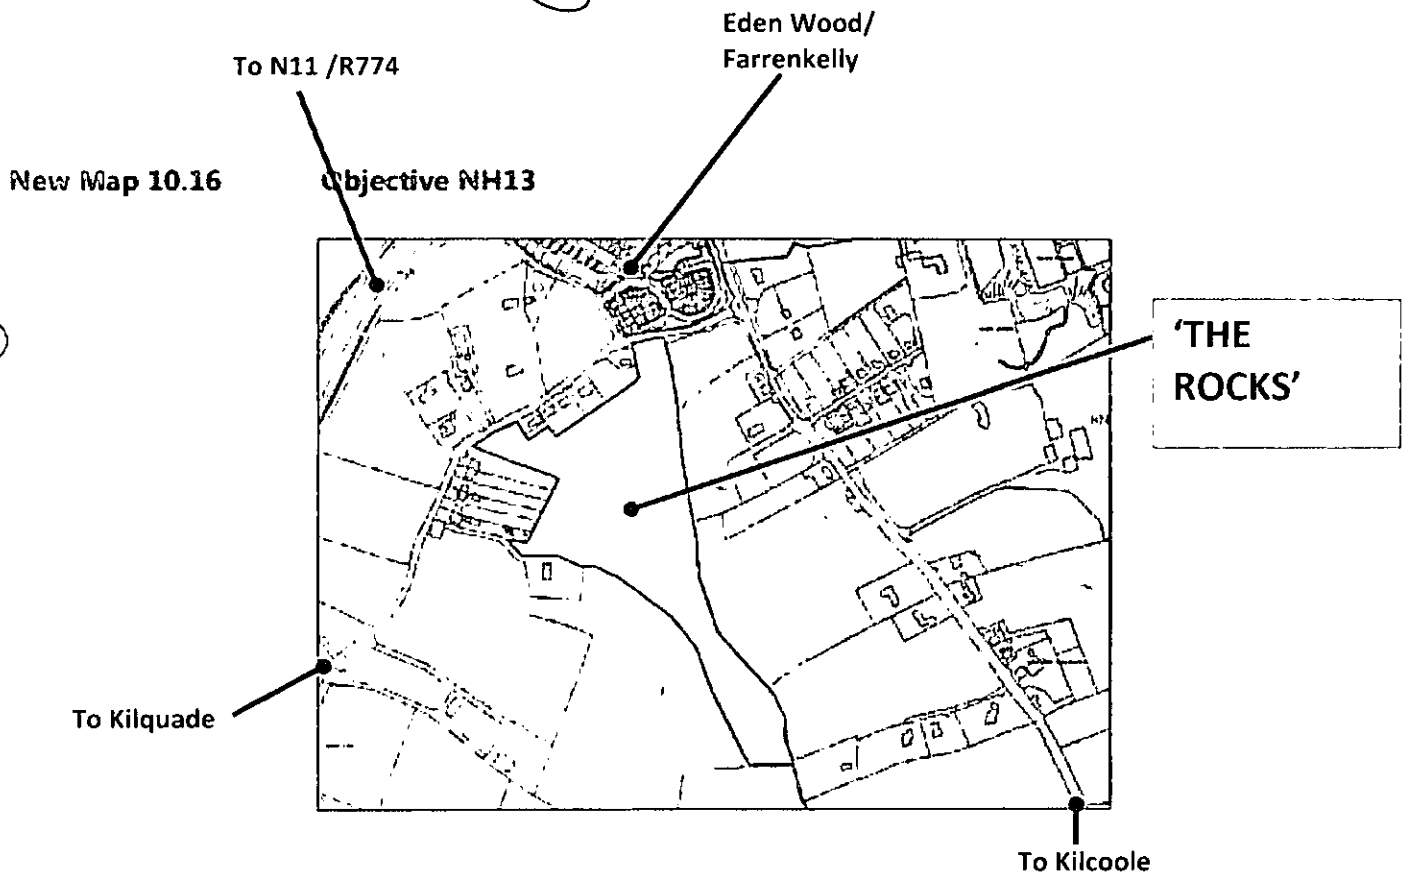 Eden Wood/
Farrenkelly
To N11 /R774
New Map 10.16 Objective NH13
‘THE
ROCKS’
To Kilquade
To Kilcoole